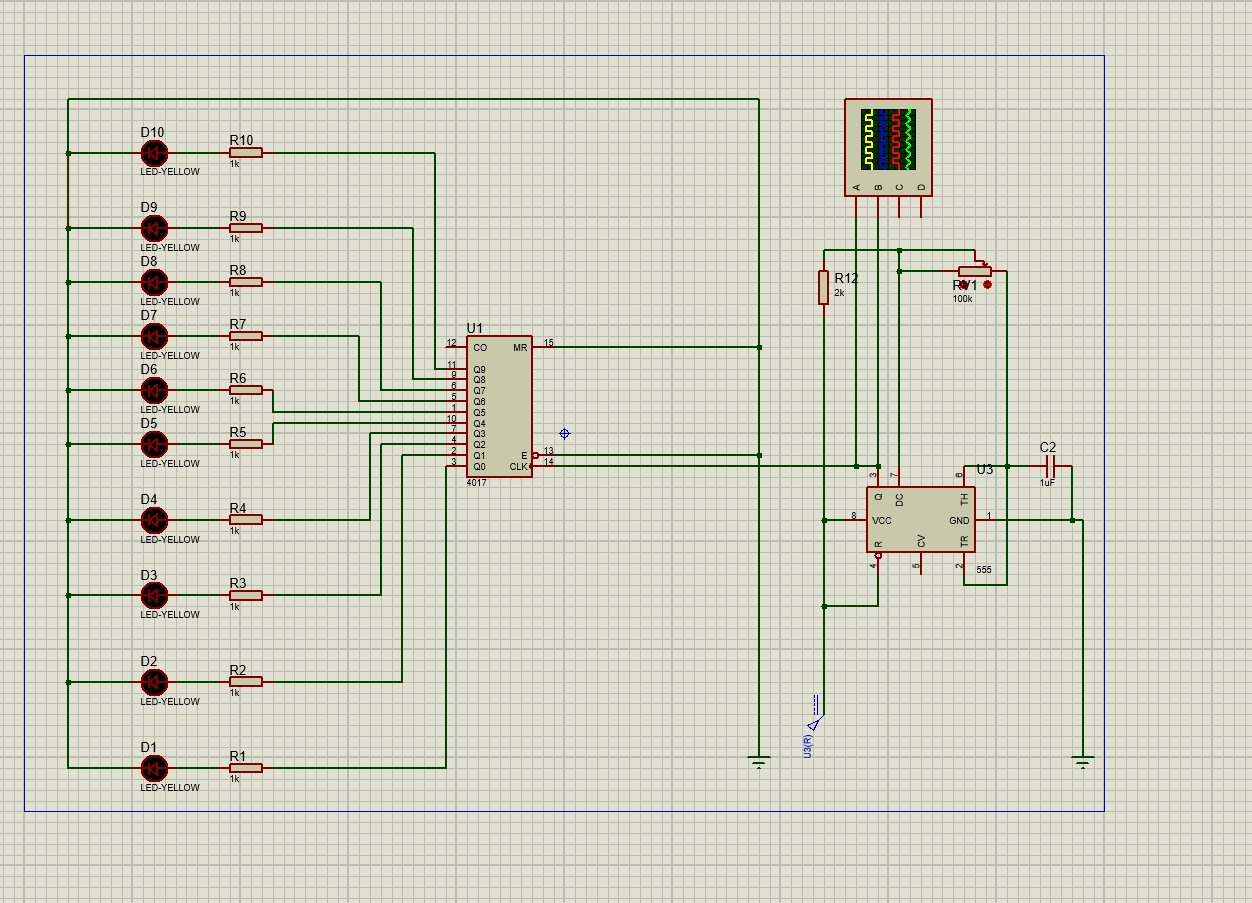 D10
R10
1k
LED-YELLOW
D9
R9
1k
LED-YELLOW
D8
R8
1k
LED-YELLOW
D7
R7
1k
LED-YELLOW
D6
R6
1k
LED-YELLOW
D5
R5
1k
LED-YELLOW
D4
R4
1k
LED-YELLOW
D3
R3
1k
LED-YELLOW
D2
R2
1k
LED-YELLOW
D1
R1
1k
LED-YELLOW
U1
12 CO MR 15
11 Q9
9 Q8
6 Q7
5 Q6
1 Q5
10 Q4
7 Q3
4 Q2
2 Q1 E 13
3 Q0 CLK 14
4017
A B C D
R12
2k
RV1
100k
C2
1uF
U3
3 7 6
Q DC TH
8 VCC GND 1
R CV TR
4 5 2
555
U3(R)